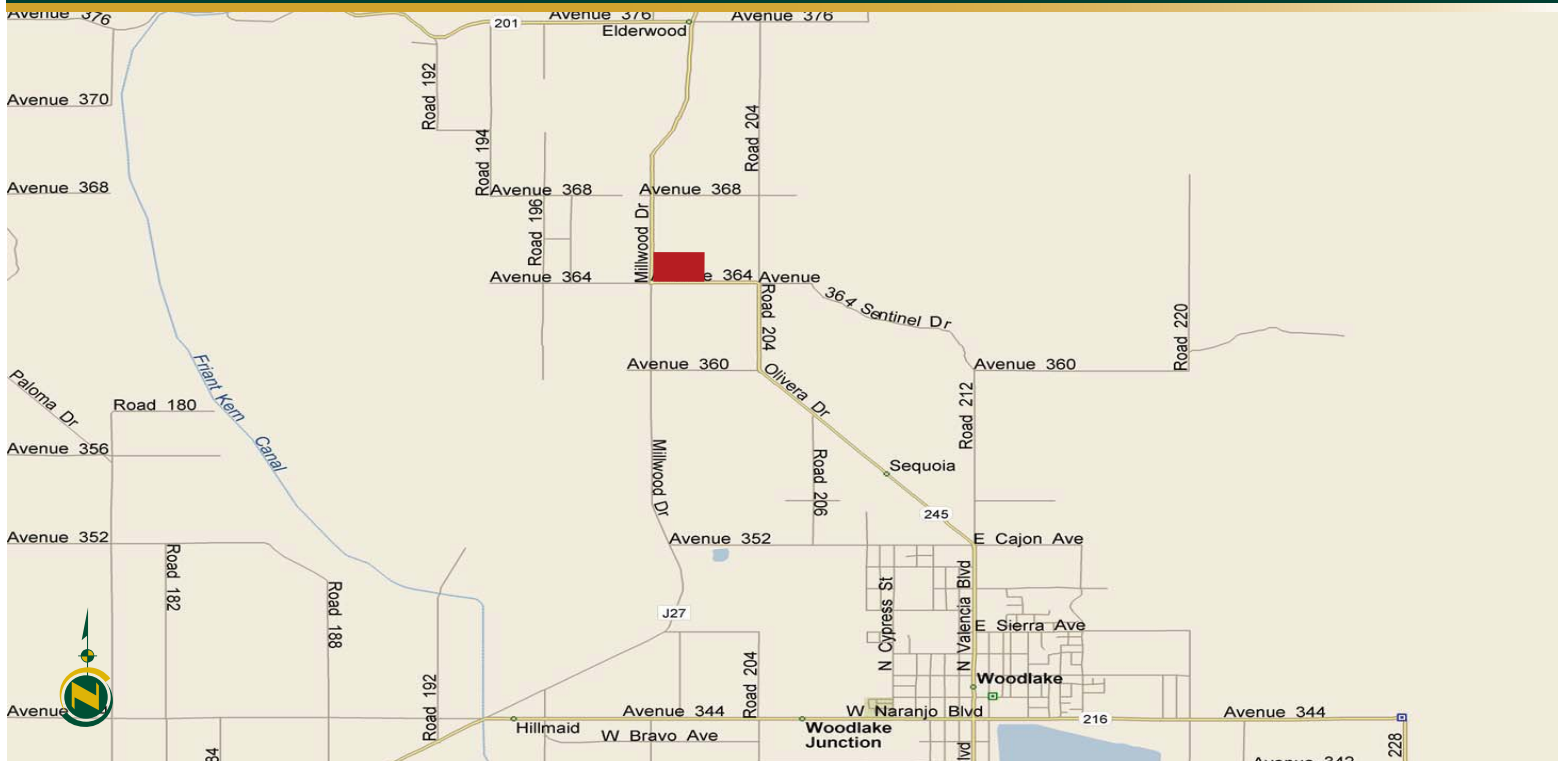 Avenue 376
201
Avenue 376
Avenue 376
Elderwood
Road 192
Avenue 370
Road 204
Road 194
Avenue 368
Avenue 368
Avenue 368
Road 196
Millwood Dr
Avenue 364
364
Avenue
364 Sentinel Dr
Road 204
Road 220
Avenue 360
Avenue 360
Friant Kern Canal
Paloma Dr
Olivera Dr
Road 180
Road 212
Avenue 356
Millwood Dr
Road 206
Sequoia
245
Avenue 352
Avenue 352
E Cajon Ave
Road 182
Road 188
N Cypress St
N Valencia Blvd
J27
E Sierra Ave
N
Road 192
Road 204
Woodlake
Avenue
Avenue 344
W Naranjo Blvd
216
Avenue 344
Hillmaid
W Bravo Ave
Woodlake
Junction
lvd
228